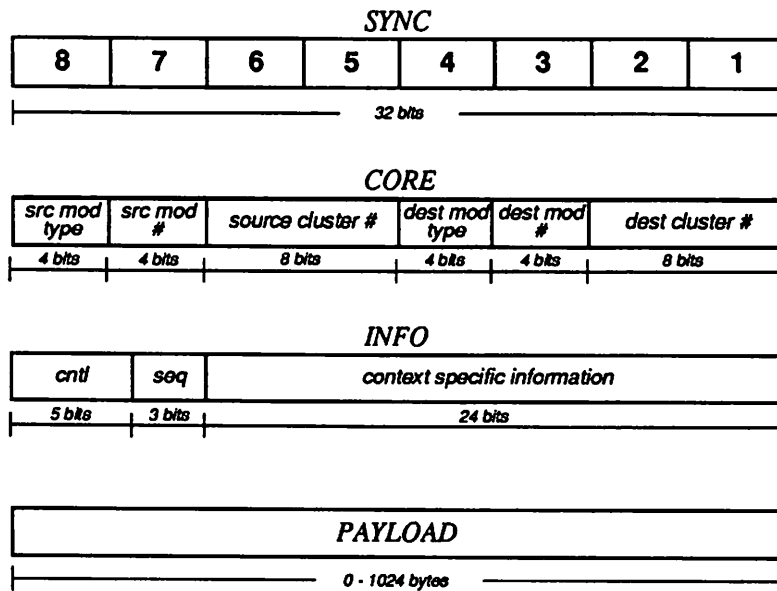 SYNC
8 7 6 5 4 3 2 1
32 bits
CORE
src mod type src mod # source cluster # dest mod type dest mod # dest cluster #
4 bits 4 bits 8 bits 4 bits 4 bits 8 bits
INFO
cntl seq context specific information
5 bits 3 bits 24 bits
PAYLOAD
0 - 1024 bytes